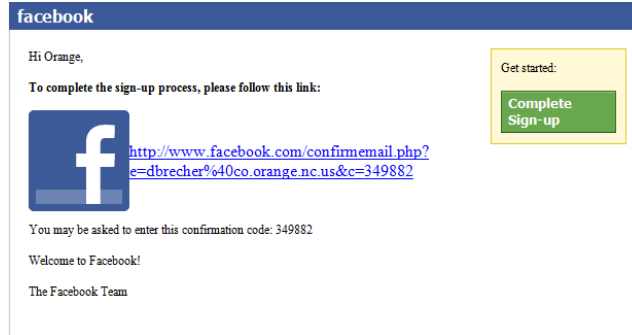 facebook
Hi Orange,
To complete the sign-up process, please follow this link:
Get started:
Complete
Sign-up
f
http://www.facebook.com/confirmemail.php?
e=dbrecher%40co.orange.nc.us&c=349882
You may be asked to enter this confirmation code: 349882
Welcome to Facebook!
The Facebook Team